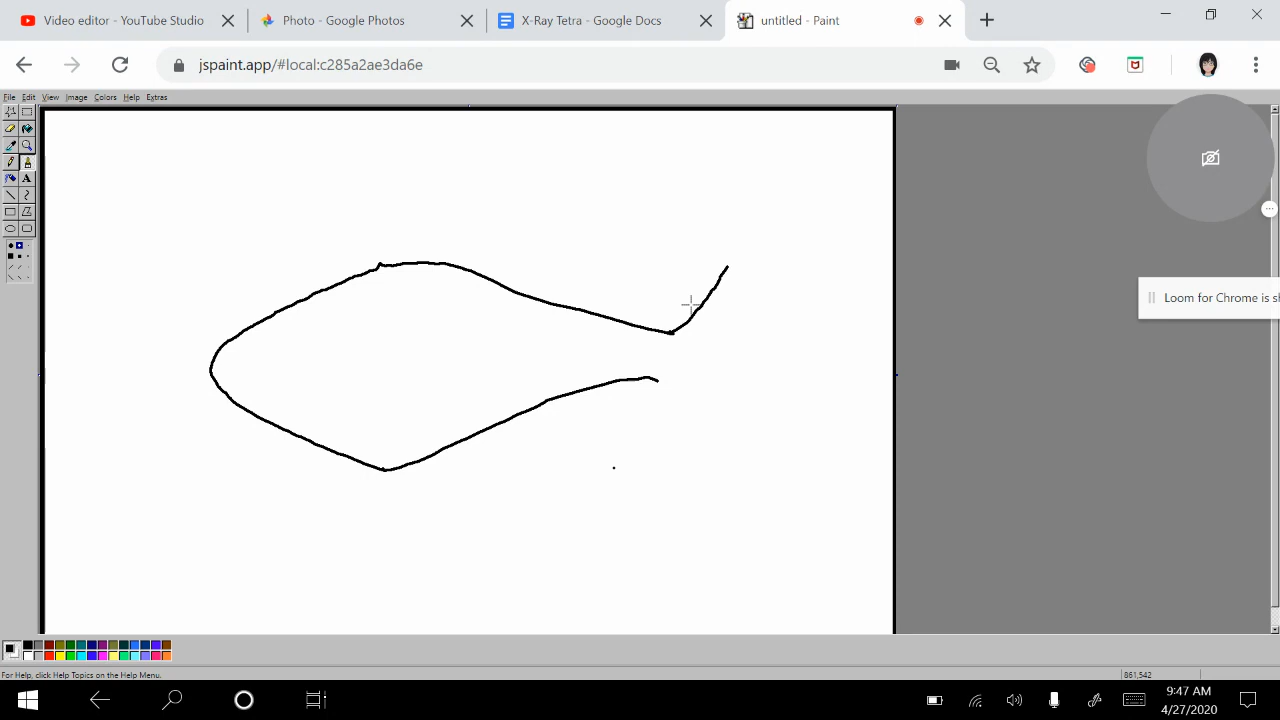 Video editor - YouTube Studio
Photo - Google Photos
X-Ray Tetra - Google Docs
untitled - Paint
jspaint.app/#local:c285a2ae3da6e
File Edit View Image Colors Help Extras
A
Loom for Chrome is sh
For Help, click Help Topics on the Help Menu.
861,542
9:47 AM
4/27/2020